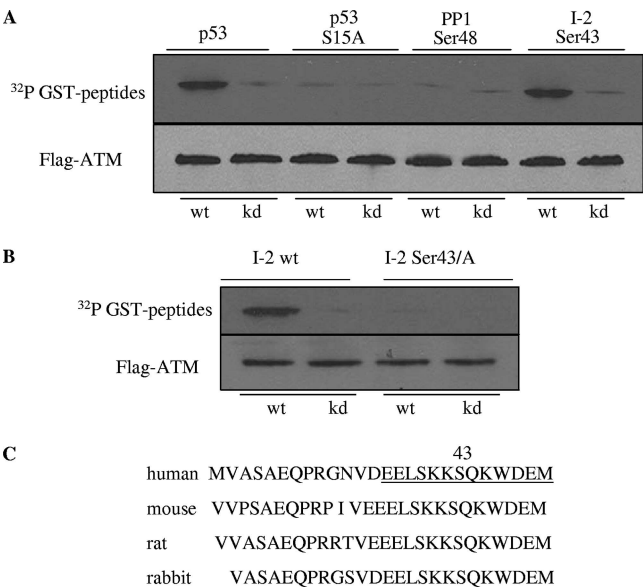 A
p53 p53 PP1 I-2
S15A Ser48 Ser43
³²P GST-peptides
Flag-ATM
wt kd wt kd wt kd wt kd
B
I-2 wt I-2 Ser43/A
³²P GST-peptides
Flag-ATM
wt kd wt kd
C
43
human MVASAEQPRGNVDEELSKKSQKWDEM
mouse VVPSAEQPRPIVEEELSKKSQKWDEM
rat VVASAEQPRRTVEEELSKKSQKWDEM
rabbit VASAEQPRGSVDEELSKKSQKWDEM